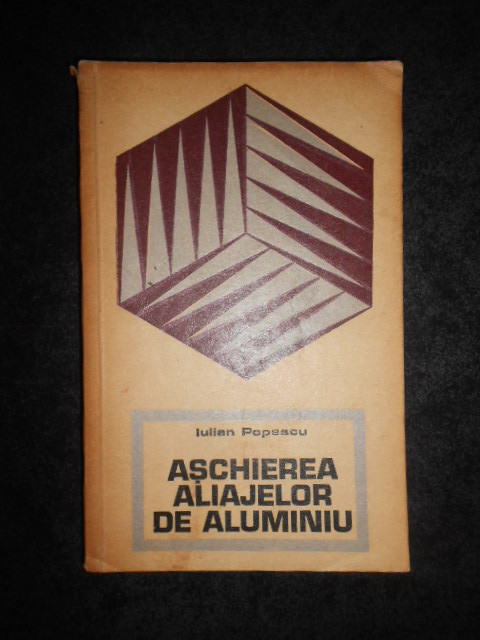 Iulian Popescu
AȘCHIEREA
ALIAJELOR
DE ALUMINIU